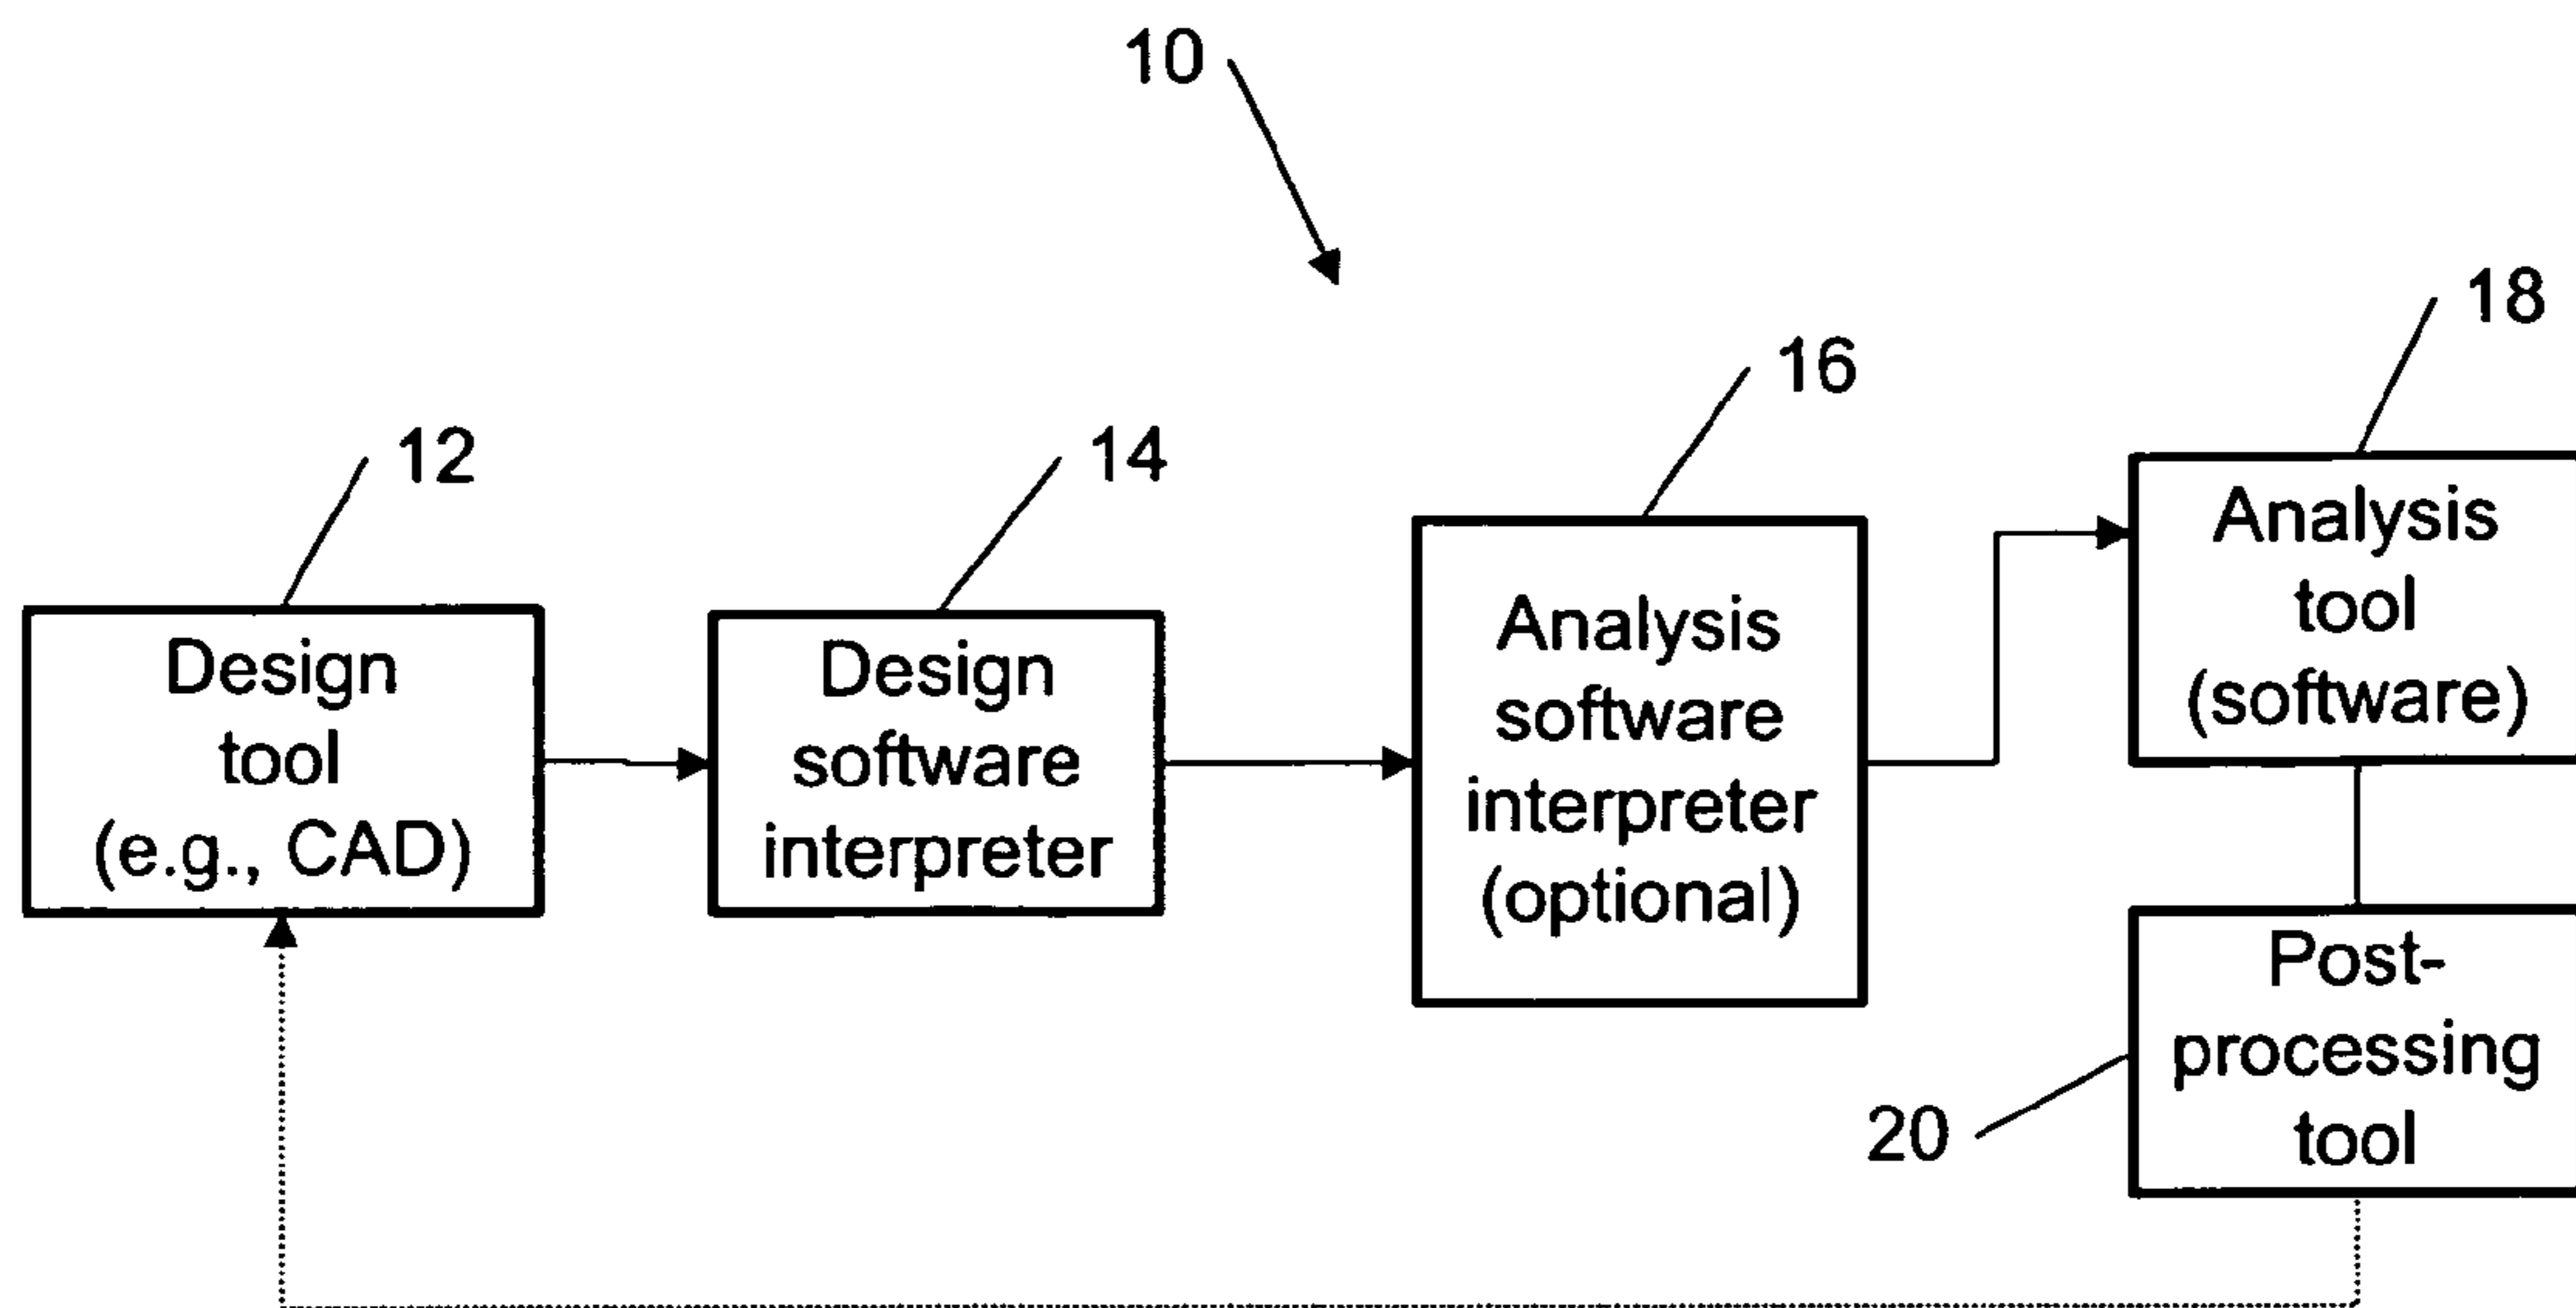 10
18
16
12
14
Design
tool
(e.g., CAD)
Design
software
interpreter
Analysis
software
interpreter
(optional)
Analysis
tool
(software)
Post-
processing
tool
20